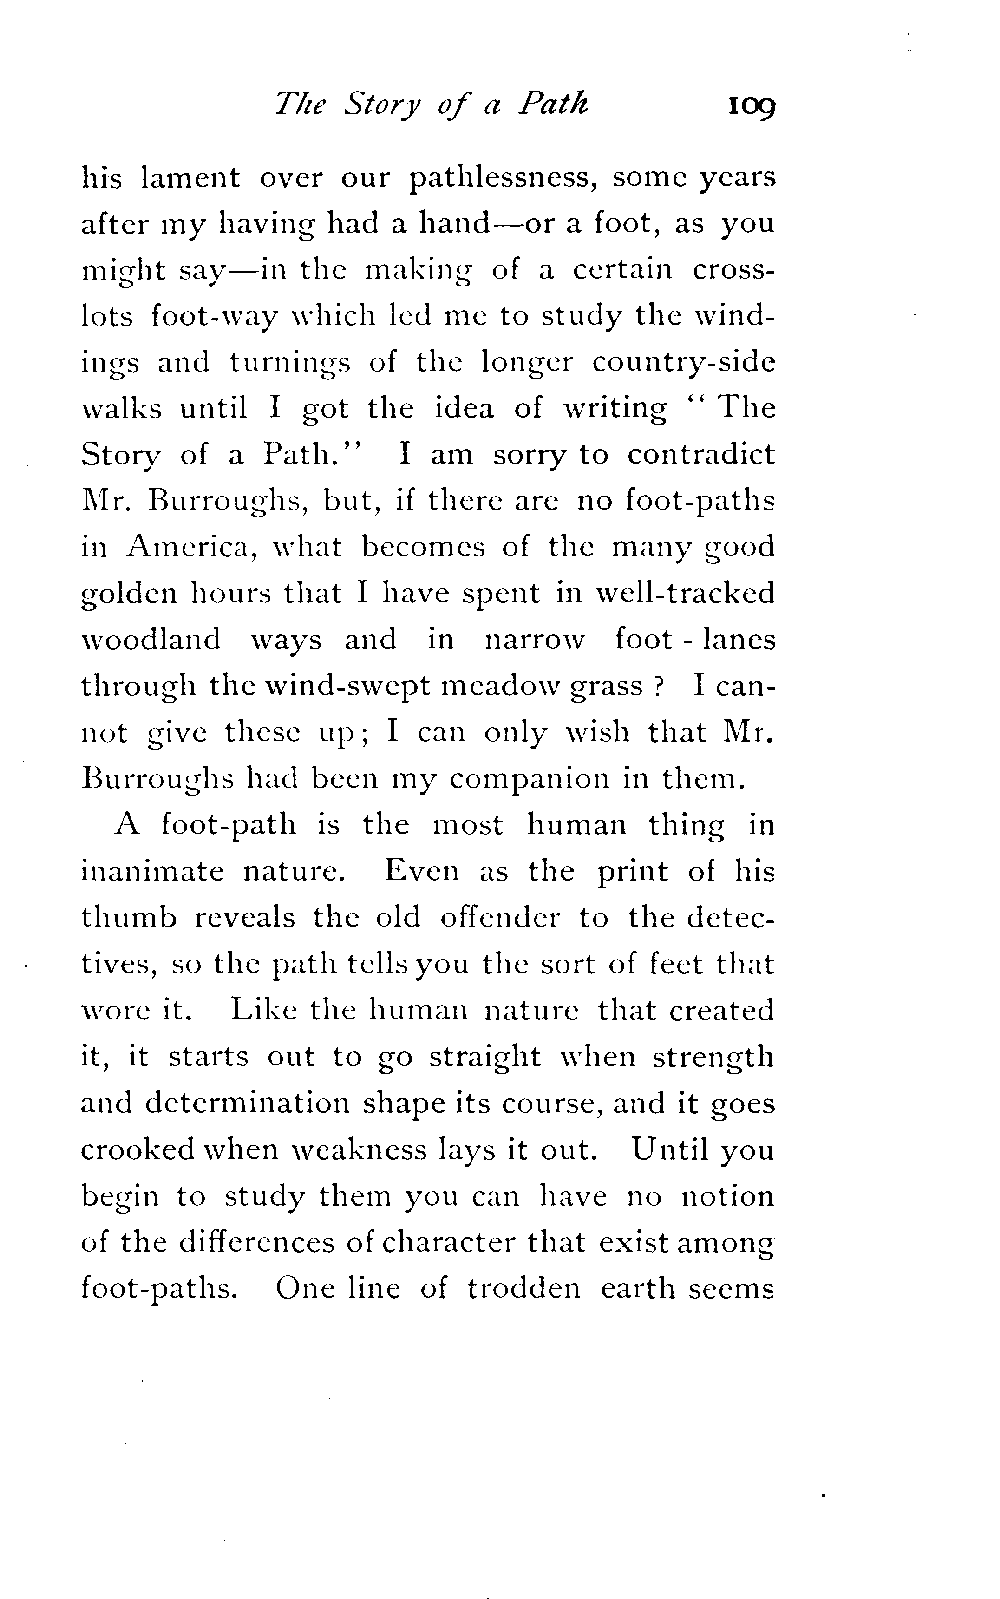 The Story of a Path 109
his lament over our pathlessness, some years
after my having had a hand—or a foot, as you
might say—in the making of a certain cross-
lots foot-way which led me to study the wind-
ings and turnings of the longer country-side
walks until I got the idea of writing “ The
Story of a Path.” I am sorry to contradict
Mr. Burroughs, but, if there are no foot-paths
in America, what becomes of the many good
golden hours that I have spent in well-tracked
woodland ways and in narrow foot - lanes
through the wind-swept meadow grass ? I can-
not give these up ; I can only wish that Mr.
Burroughs had been my companion in them.
A foot-path is the most human thing in
inanimate nature. Even as the print of his
thumb reveals the old offender to the detec-
tives, so the path tells you the sort of feet that
wore it. Like the human nature that created
it, it starts out to go straight when strength
and determination shape its course, and it goes
crooked when weakness lays it out. Until you
begin to study them you can have no notion
of the differences of character that exist among
foot-paths. One line of trodden earth seems